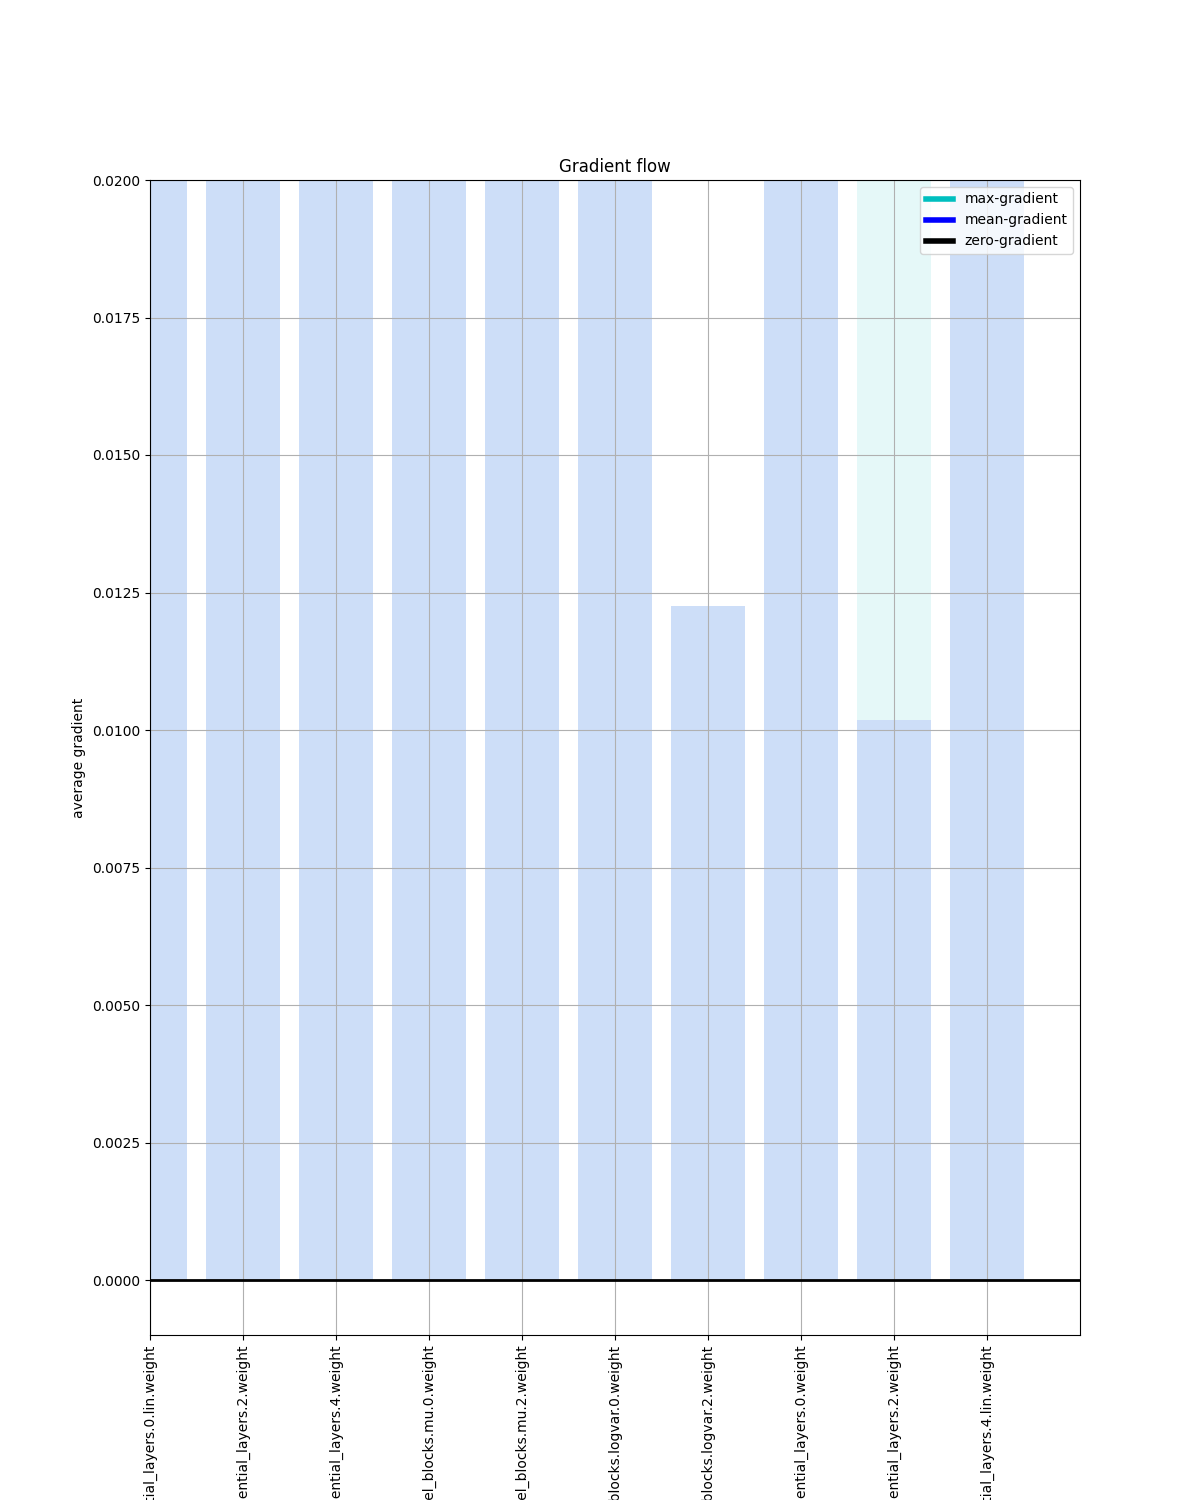 Gradient flow
max-gradient
mean-gradient
zero-gradient
0.0200
0.0175
0.0150
0.0125
0.0100
0.0075
0.0050
0.0025
0.0000
average gradient
tial_layers.0.lin.weight
ential_layers.2.weight
ential_layers.4.weight
el_blocks.mu.0.weight
el_blocks.mu.2.weight
blocks.logvar.0.weight
blocks.logvar.2.weight
ential_layers.0.weight
ential_layers.2.weight
tial_layers.4.lin.weight